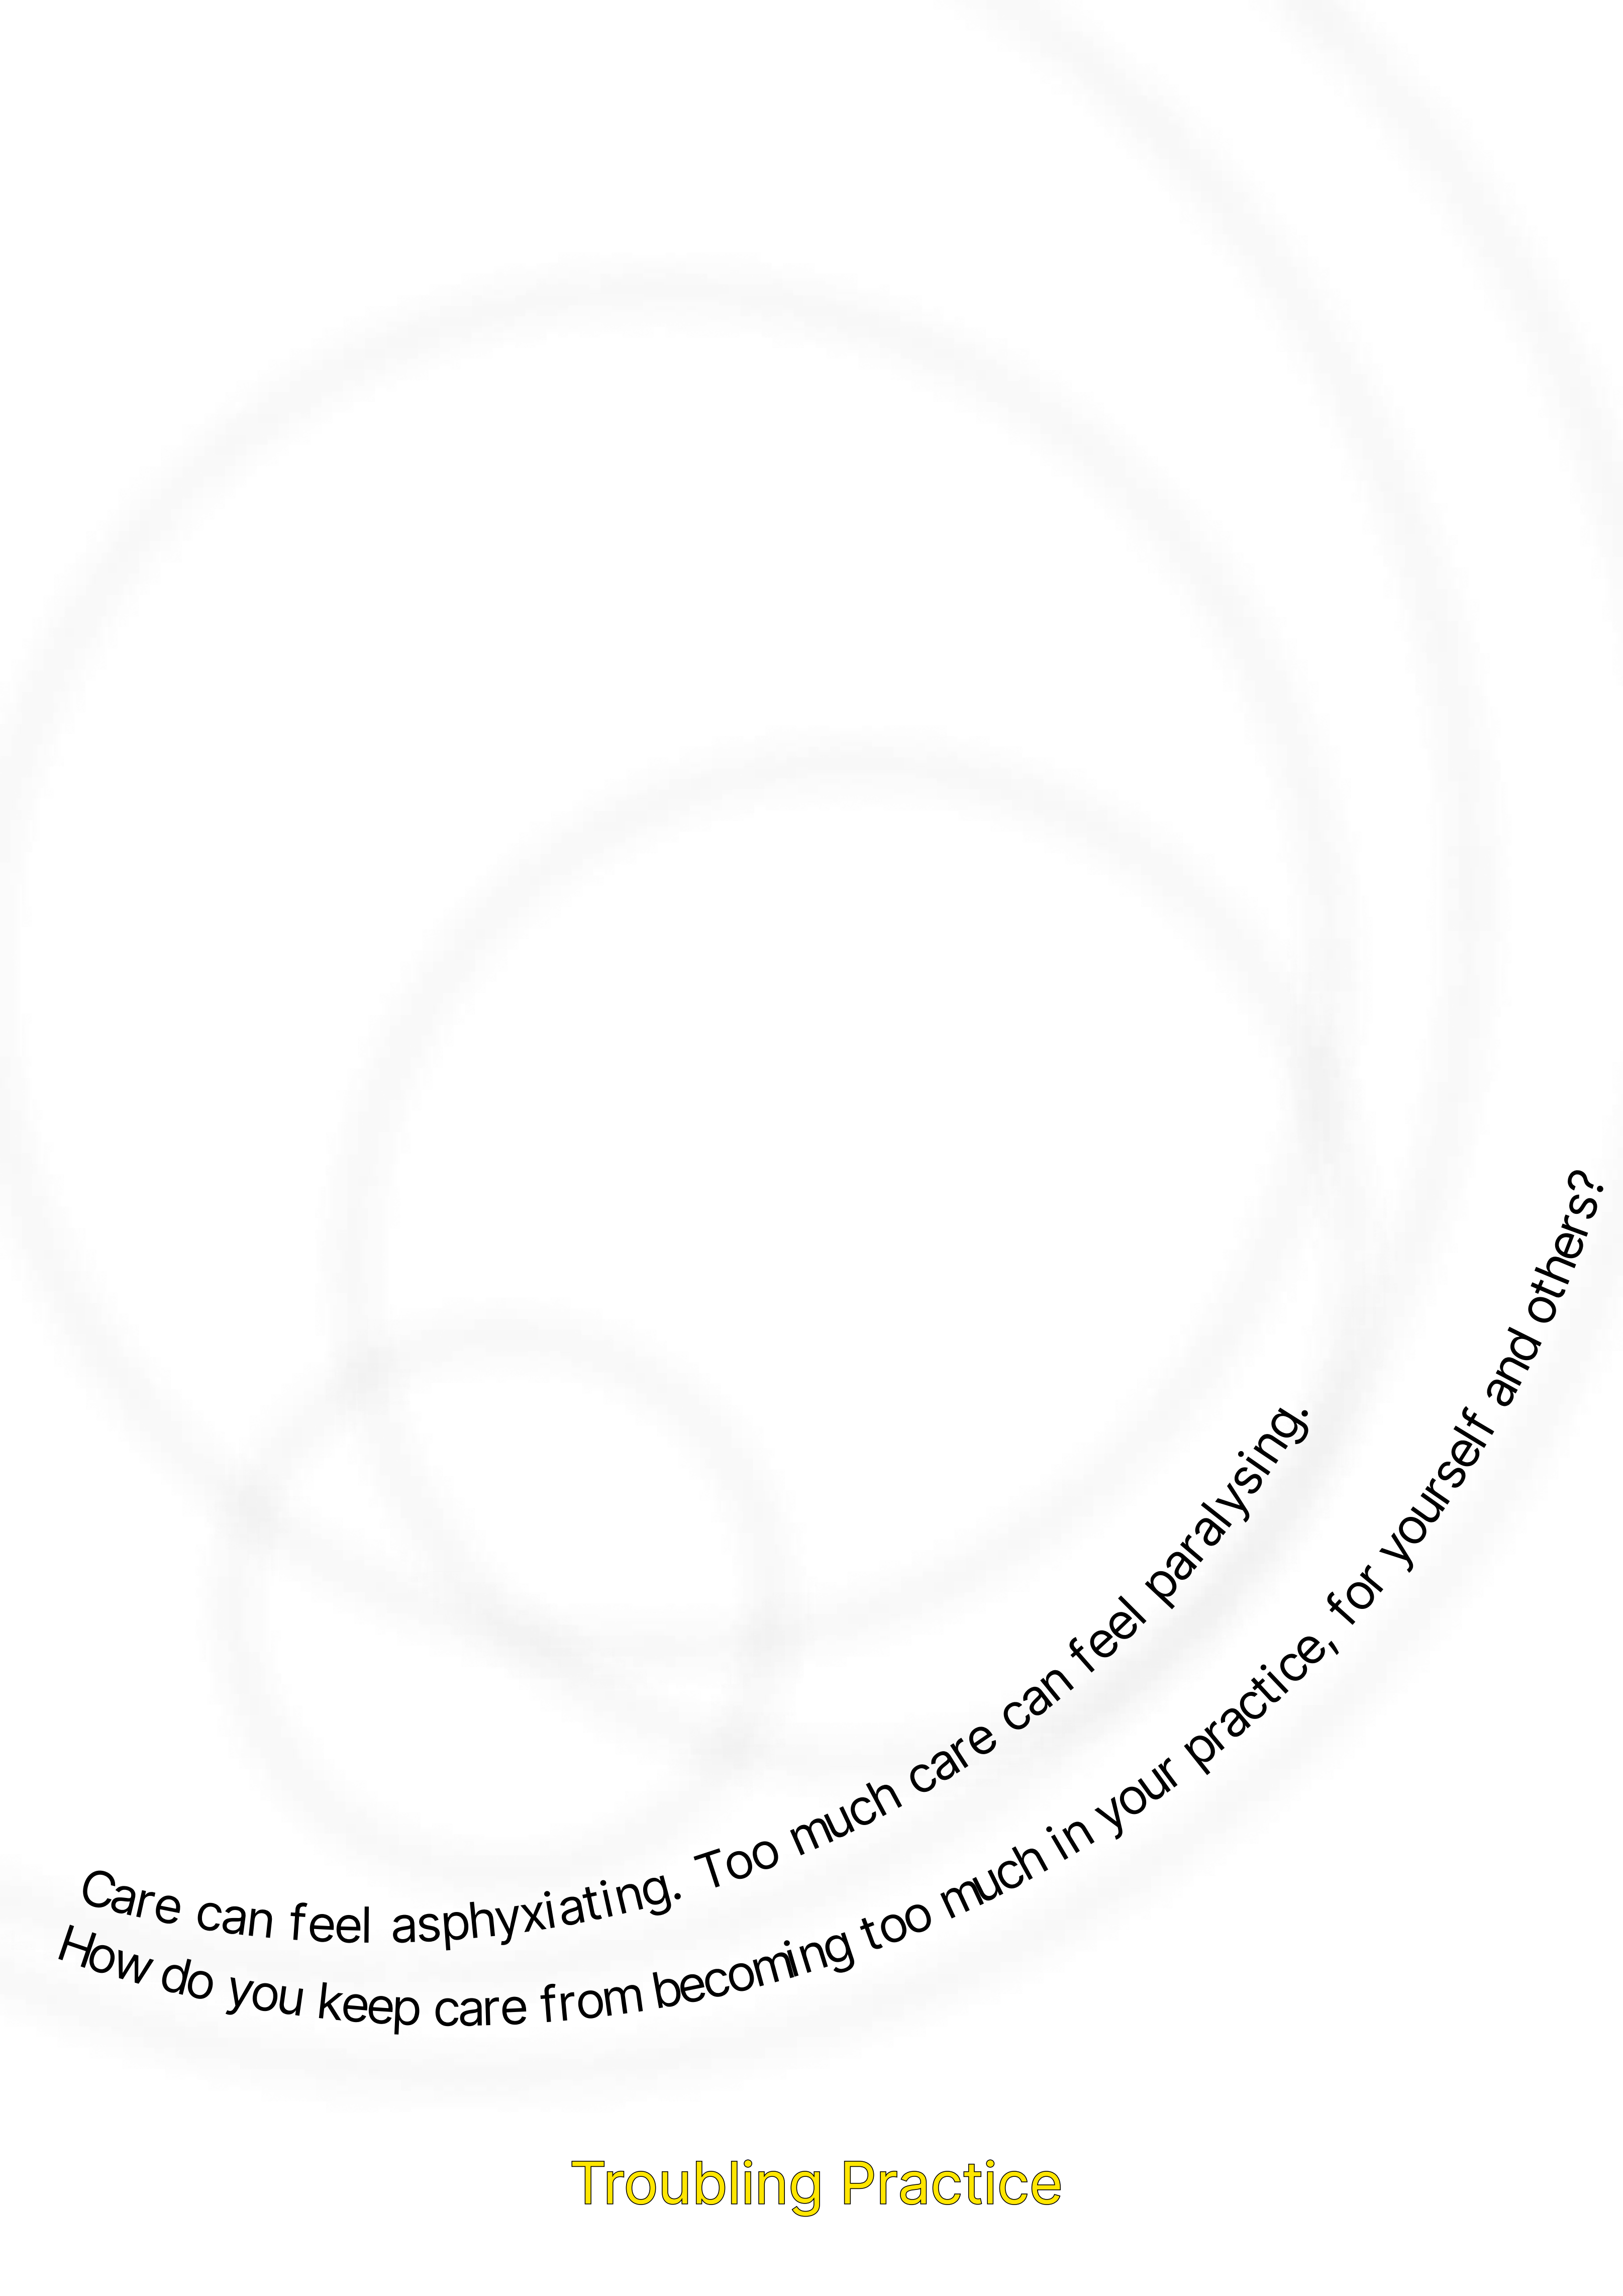 Care can feel asphyxiating. Too much care can feel paralysing.
How do you keep care from becoming too much in your practice, for yourself and others?
Troubling Practice